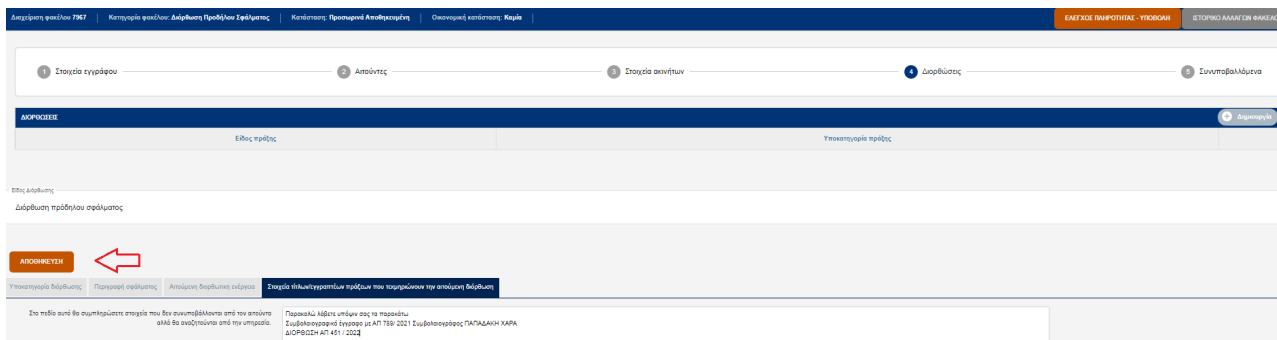 Διαχείριση φακέλου 7967 Κατηγορία φακέλου: Διόρθωση Προδήλου Σφάλματος Κατάσταση: Προσωρινά Αποθηκευμένη Οικονομική κατάσταση: Καμία ΕΛΕΓΧΟΣ ΠΛΗΡΟΤΗΤΑΣ - ΥΠΟΒΟΛΗ ΙΣΤΟΡΙΚΟ ΑΛΛΑΓΩΝ ΦΑΚΕΛΟ
1 Στοιχεία εγγράφου 2 Αιτούντες 3 Στοιχεία ακινήτων 4 Διορθώσεις 5 Συνυποβαλλόμενα
ΔΙΟΡΘΩΣΕΙΣ Δημιουργία
Είδος πράξης Υποκατηγορία πράξης
Είδος Διόρθωσης
Διόρθωση πρόδηλου σφάλματος
ΑΠΟΘΗΚΕΥΣΗ
Υποκατηγορία διόρθωσης Περιγραφή σφάλματος Αιτούμενη διορθωτική ενέργεια Στοιχεία τίτλων/εγγραπτέων πράξεων που τεκμηριώνουν την αιτούμενη διόρθωση
Στο πεδίο αυτό θα συμπληρώσετε στοιχεία που δεν συνυποβάλλονται από τον αιτούντα
αλλά θα αναζητούνται από την υπηρεσία.
Παρακαλώ λάβετε υπόψιν σας τα παρακάτω
Συμβολαιογραφικό έγγραφο με ΑΠ 789/ 2021 Συμβολαιογράφος ΠΑΠΑΔΑΚΗ ΧΑΡΑ
ΔΙΟΡΘΩΣΗ ΑΠ 451 / 2022